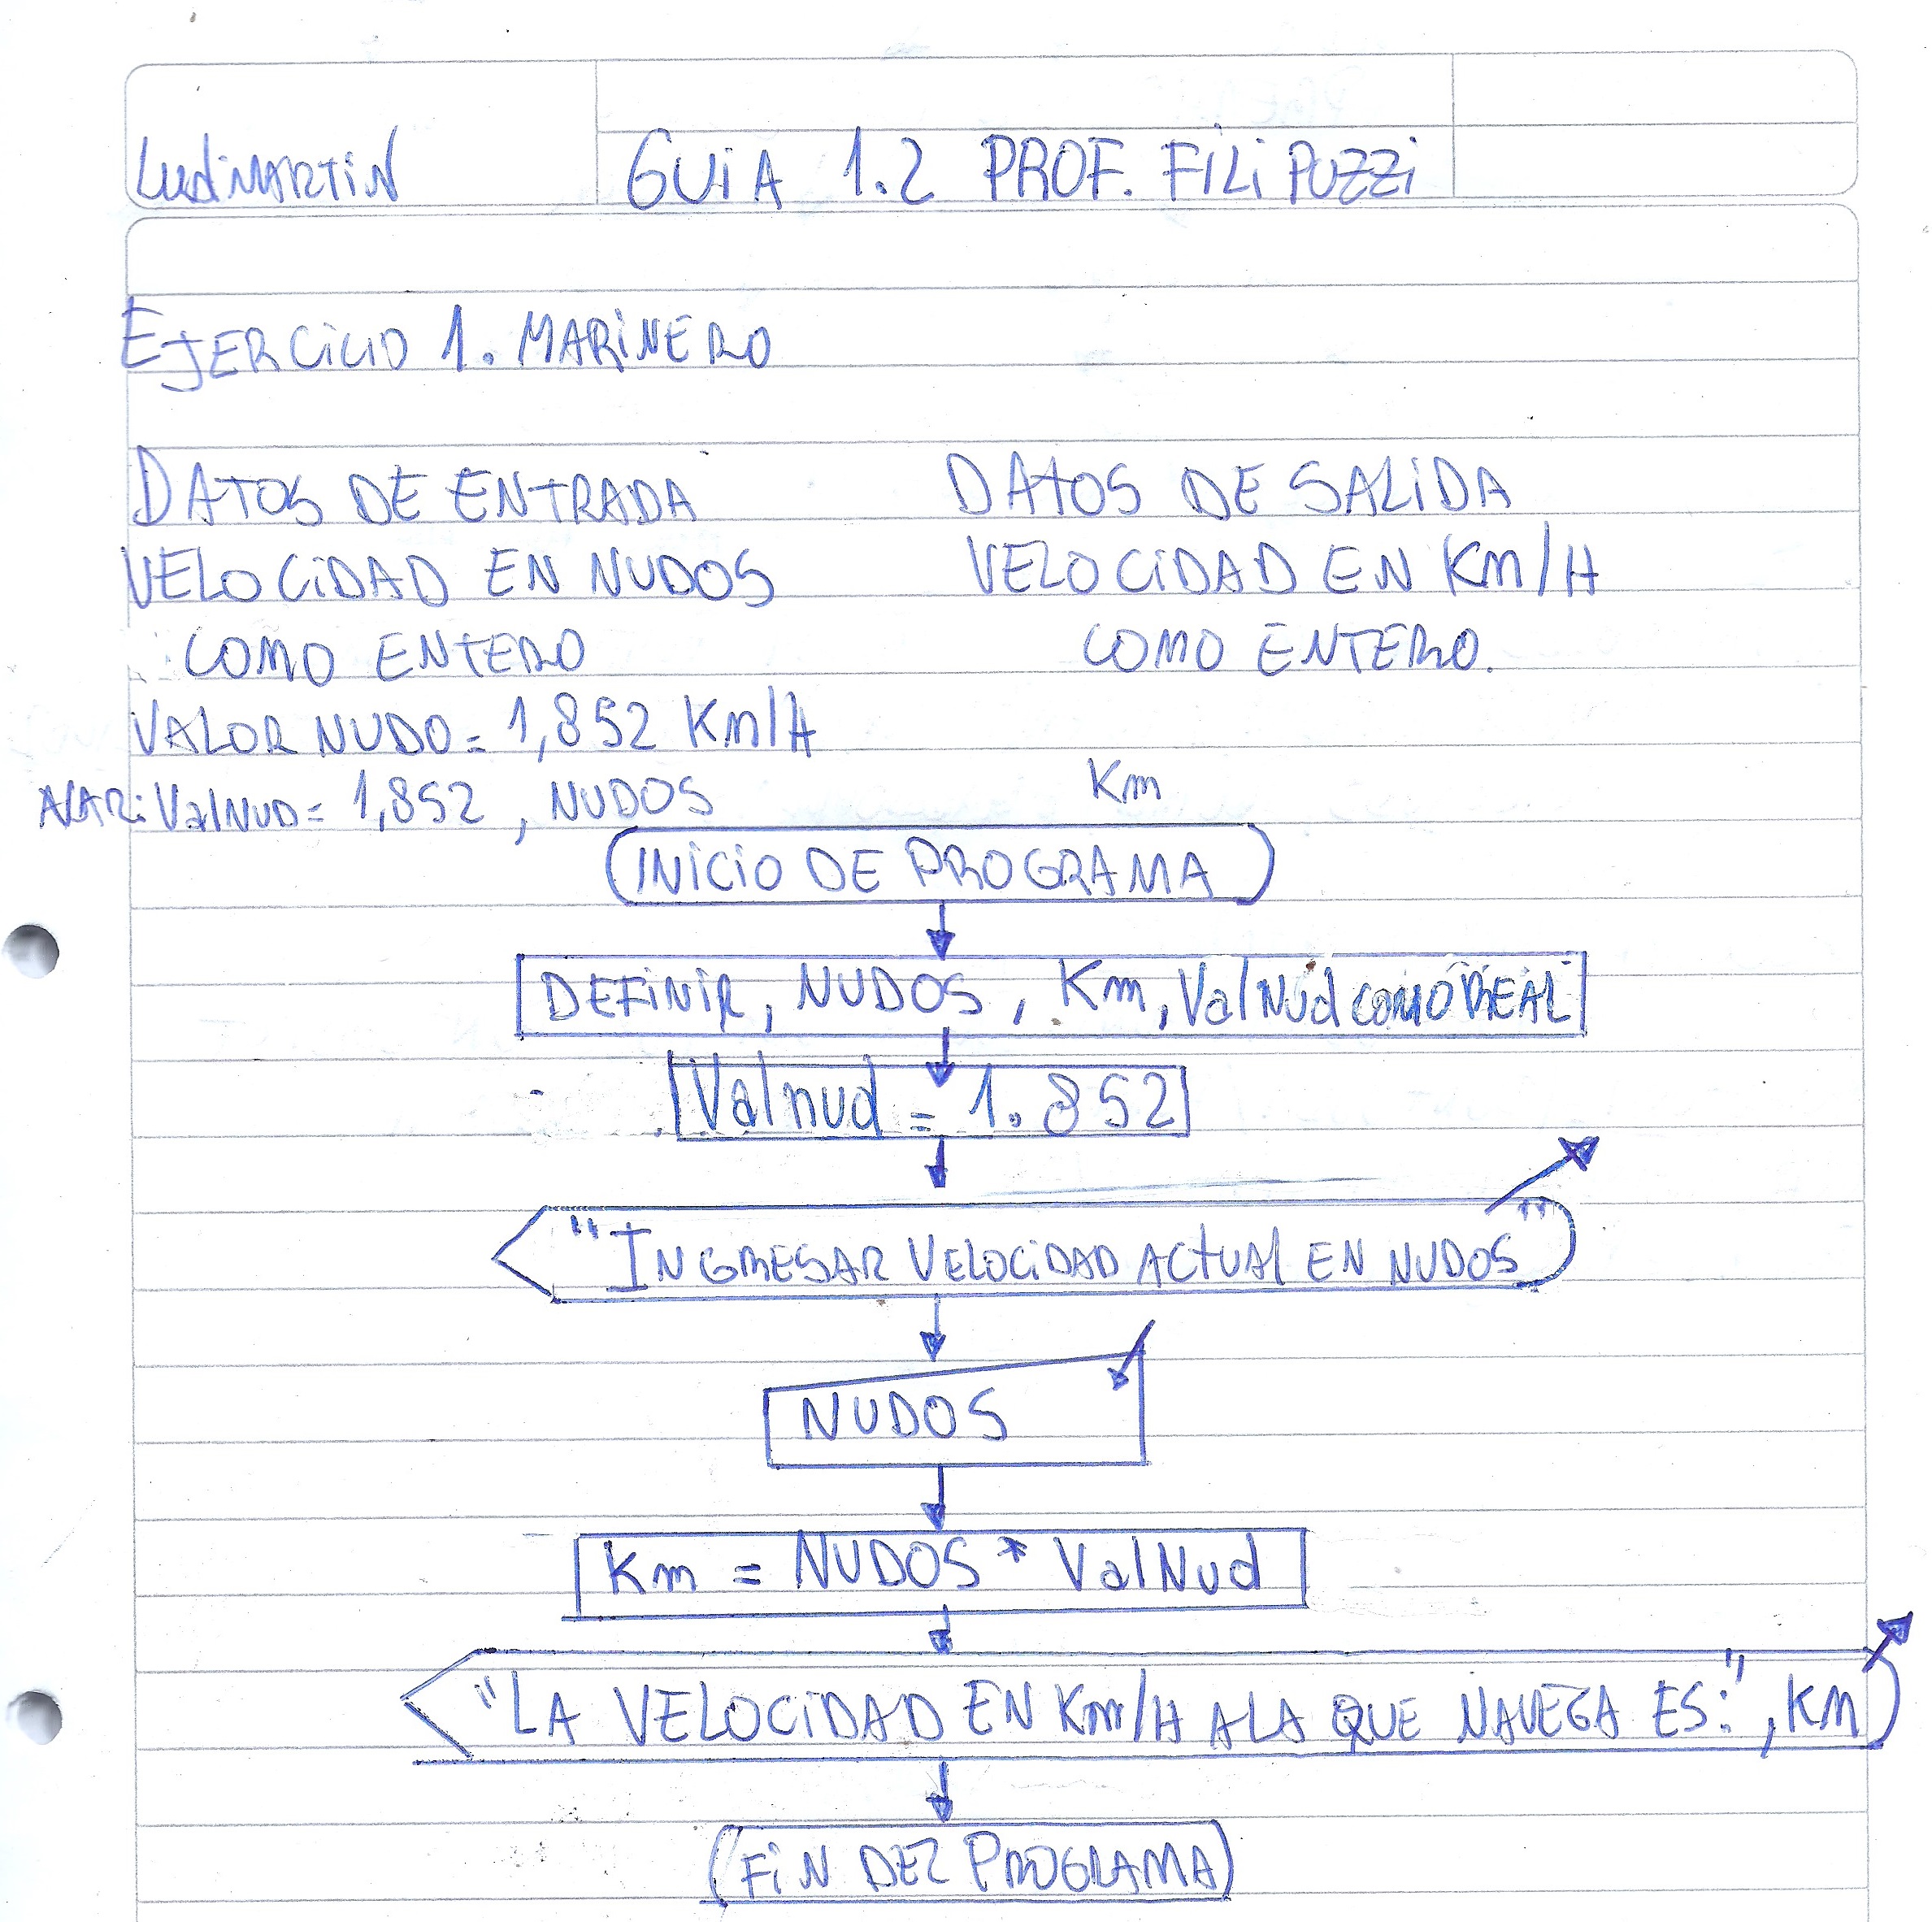 LudiMARTIN
GUIA 1.2 PROF. FILIPUZZI
EJERCICIO 1. MARINERO
DATOS DE ENTRADA
DATOS DE SALIDA
VELOCIDAD EN NUDOS
VELOCIDAD EN Km/H
COMO ENTERO
COMO ENTERO.
VALOR NUDO = 1,852 Km/H
ValNUD = 1,852 , NUDOS
Km
INICIO DE PROGRAMA
DEFINIR, NUDOS, Km, ValNud COMO REAL
Valnud = 1.852
"INGRESAR VELOCIDAD ACTUAL EN NUDOS"
NUDOS
Km = NUDOS * ValNud
"LA VELOCIDAD EN Km/H A LA QUE NAVEGA ES:", Km
FIN DEL PROGRAMA